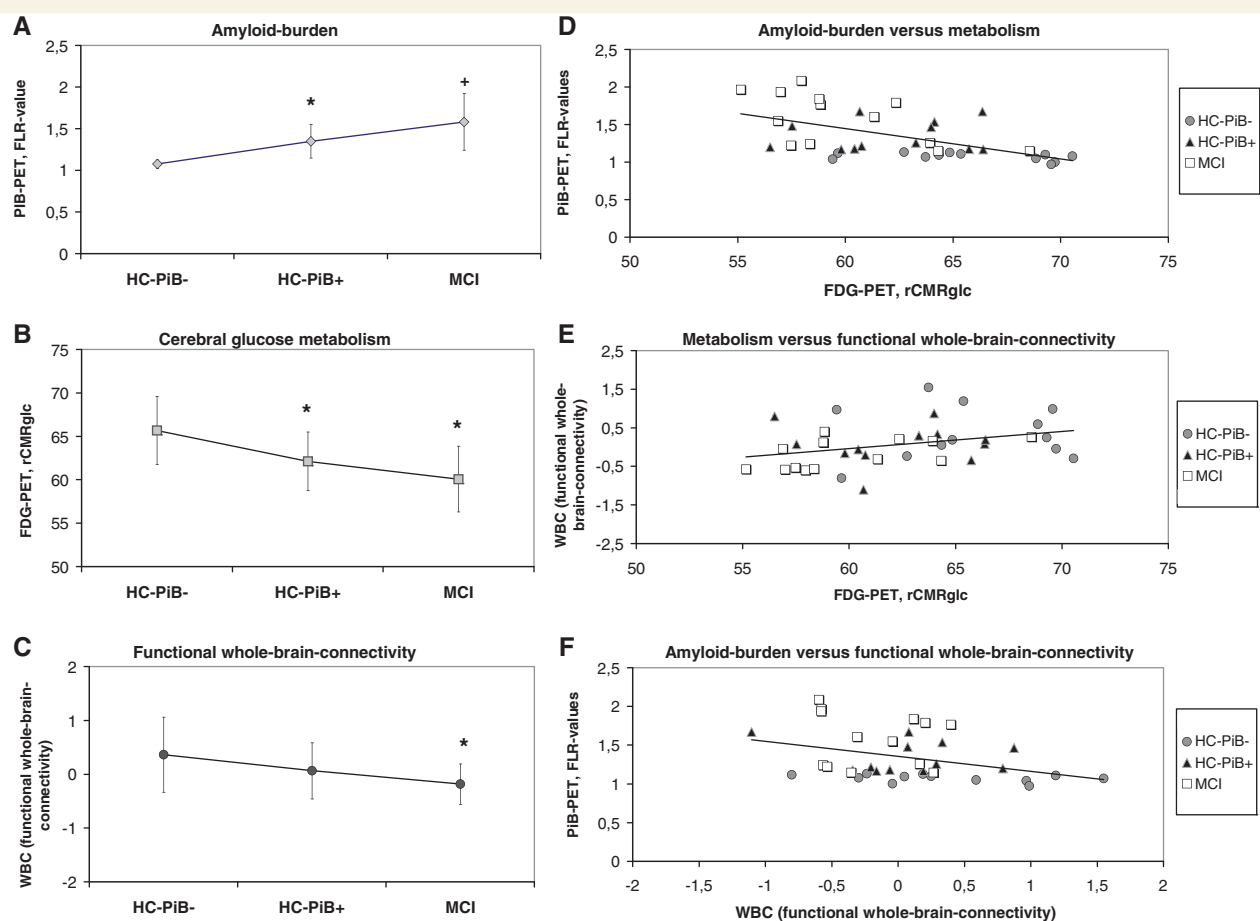 A
Amyloid-burden
PIB-PET, FLR-value
2,5
2
1,5
1
0,5
0
*
+
HC-PiB-
HC-PiB+
MCI
B
Cerebral glucose metabolism
FDG-PET, rCMRglc
75
70
65
60
55
50
*
*
HC-PiB-
HC-PiB+
MCI
C
Functional whole-brain-connectivity
WBC (functional whole-brain-
connectivity)
2
1
0
-1
-2
*
HC-PiB-
HC-PiB+
MCI
D
Amyloid-burden versus metabolism
PiB-PET, FLR-values
2,5
2
1,5
1
0,5
0
50 55 60 65 70 75
FDG-PET, rCMRglc
HC-PiB-
HC-PiB+
MCI
E
Metabolism versus functional whole-brain-connectivity
WBC (functional whole-
brain-connectivity)
2,5
1,5
0,5
-0,5
-1,5
-2,5
50 55 60 65 70 75
FDG-PET, rCMRglc
HC-PiB-
HC-PiB+
MCI
F
Amyloid-burden versus functional whole-brain-connectivity
PiB-PET, FLR-values
2,5
2
1,5
1
0,5
0
-2 -1,5 -1 -0,5 0 0,5 1 1,5 2
WBC (functional whole-brain-connectivity)
HC-PiB-
HC-PiB+
MCI